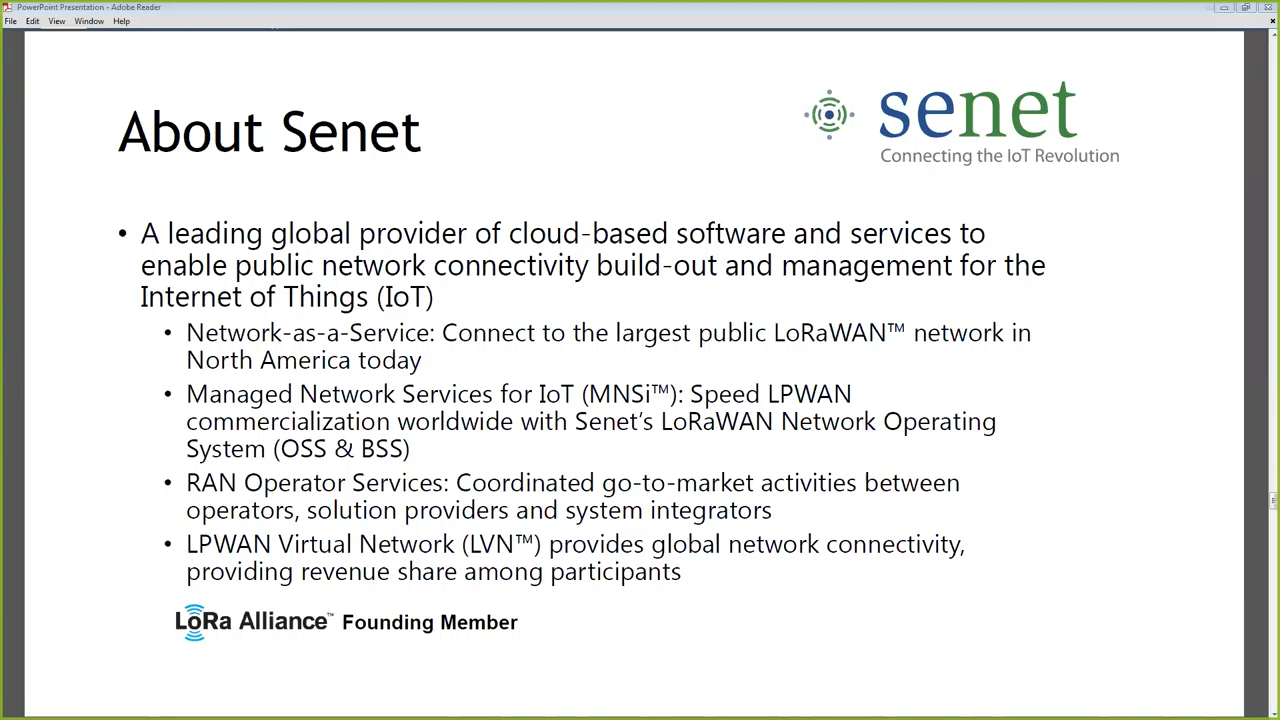 PowerPoint Presentation - Adobe Reader
File Edit View Window Help
About Senet
senet
Connecting the IoT Revolution
• A leading global provider of cloud-based software and services to
enable public network connectivity build-out and management for the
Internet of Things (IoT)
• Network-as-a-Service: Connect to the largest public LoRaWAN™ network in
North America today
• Managed Network Services for IoT (MNSi™): Speed LPWAN
commercialization worldwide with Senet's LoRaWAN Network Operating
System (OSS & BSS)
• RAN Operator Services: Coordinated go-to-market activities between
operators, solution providers and system integrators
• LPWAN Virtual Network (LVN™) provides global network connectivity,
providing revenue share among participants
LoRa Alliance™ Founding Member